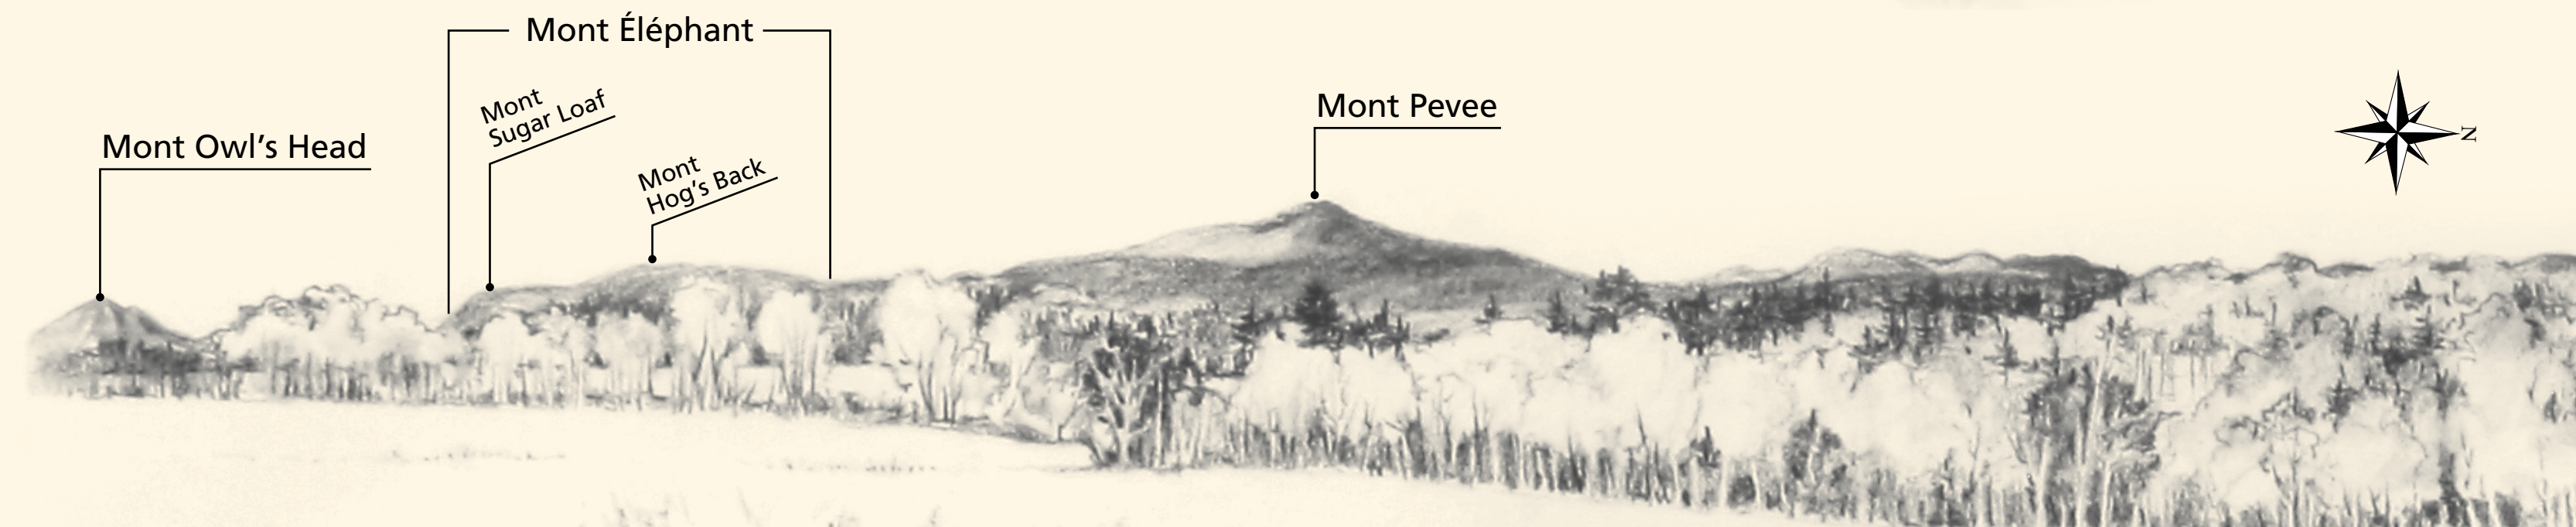 Mont Éléphant
Mont
Sugar Loaf
Mont Pevee
Mont Owl's Head
Mont
Hog's Back
N